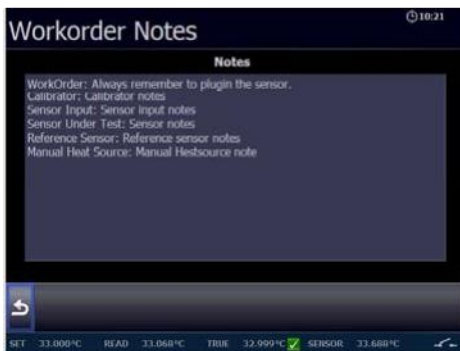 Workorder Notes
10:21
Notes
WorkOrder: Always remember to plugin the sensor.
Calibrator: Calibrator notes
Sensor Input: Sensor Input notes
Sensor Under Test: Sensor notes
Reference Sensor: Reference sensor notes
Manual Heat Source: Manual Hestsource note
SET 33.000°C READ 33.068°C TRUE 32.999°C SENSOR 33.688°C